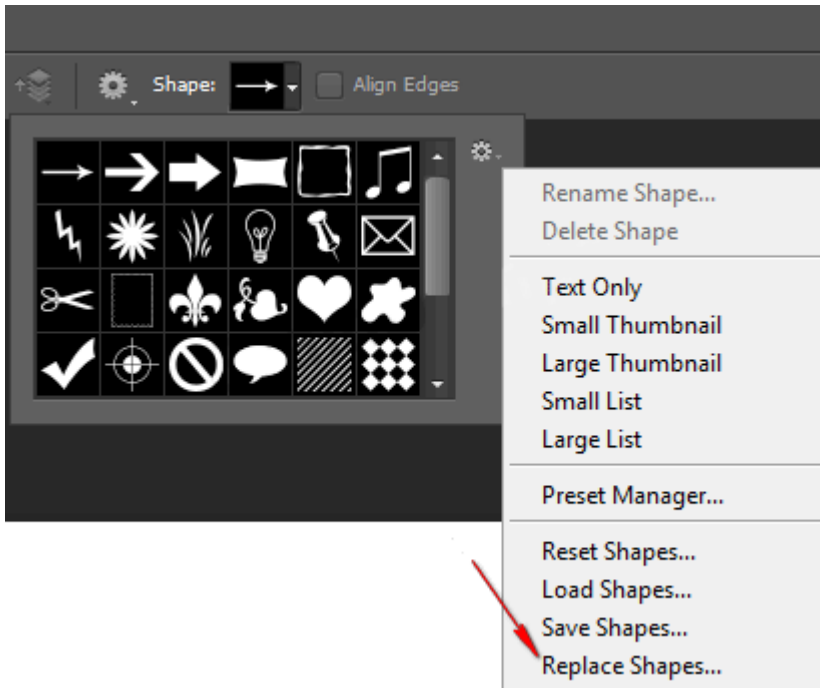 Shape: Align Edges
Rename Shape...
Delete Shape
Text Only
Small Thumbnail
Large Thumbnail
Small List
Large List
Preset Manager...
Reset Shapes...
Load Shapes...
Save Shapes...
Replace Shapes...